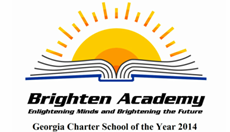 Brighten Academy
Enlightening Minds and Brightening the Future
Georgia Charter School of the Year 2014